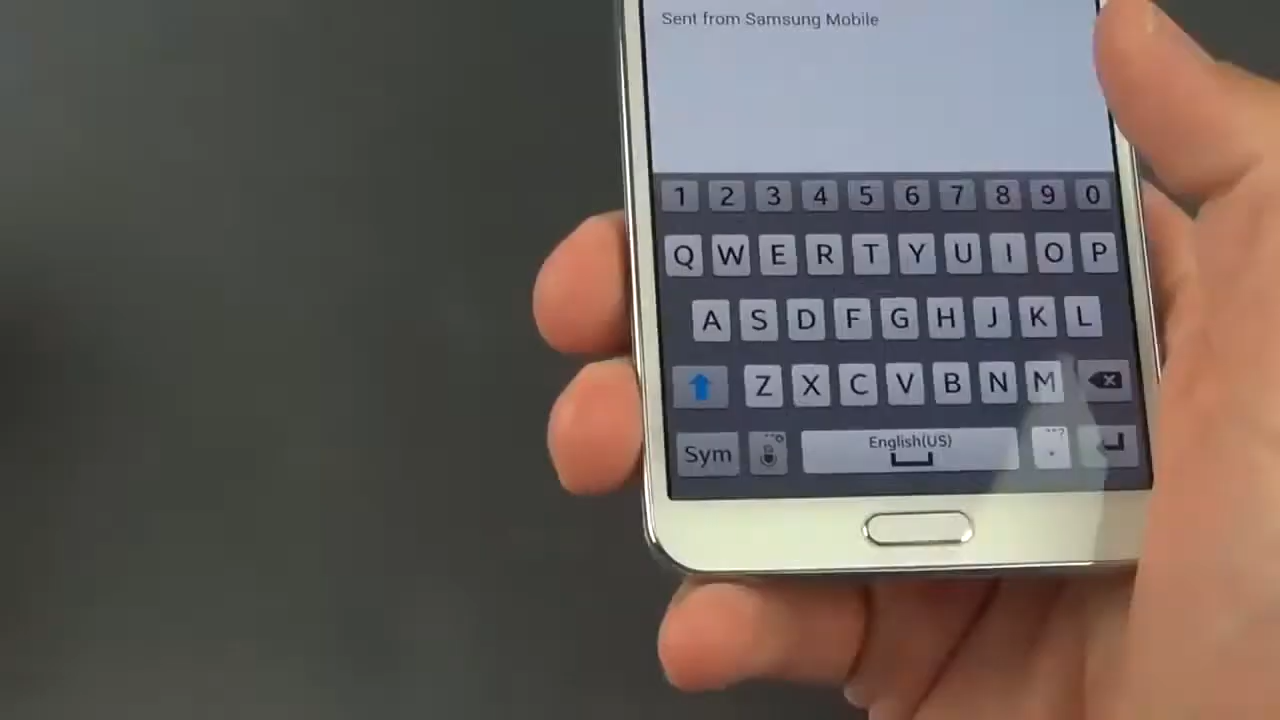 Sent from Samsung Mobile
1 2 3 4 5 6 7 8 9 0
Q W E R T Y U I O P
A S D F G H J K L
Z X C V B N M
Sym English(US) .